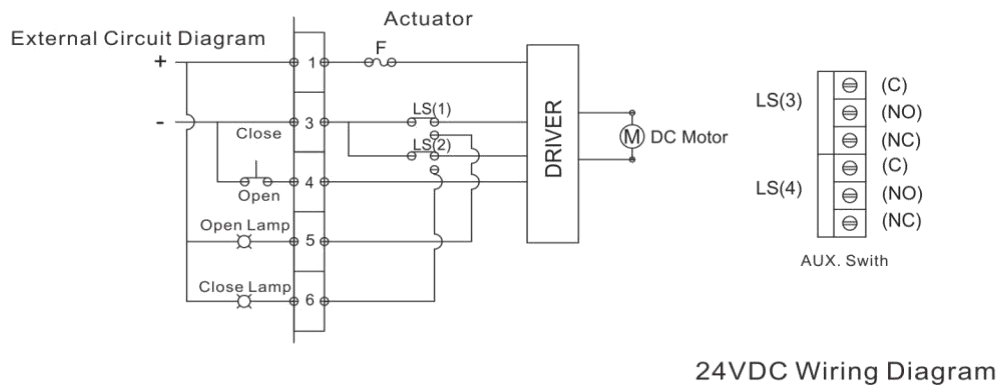 Actuator
External Circuit Diagram
+
F
1
-
Close
3
LS(1)
LS(2)
Open
4
Open Lamp
5
Close Lamp
6
DRIVER
M
DC Motor
LS(3)
(C)
(NO)
(NC)
LS(4)
(C)
(NO)
(NC)
AUX. Swith
24VDC Wiring Diagram